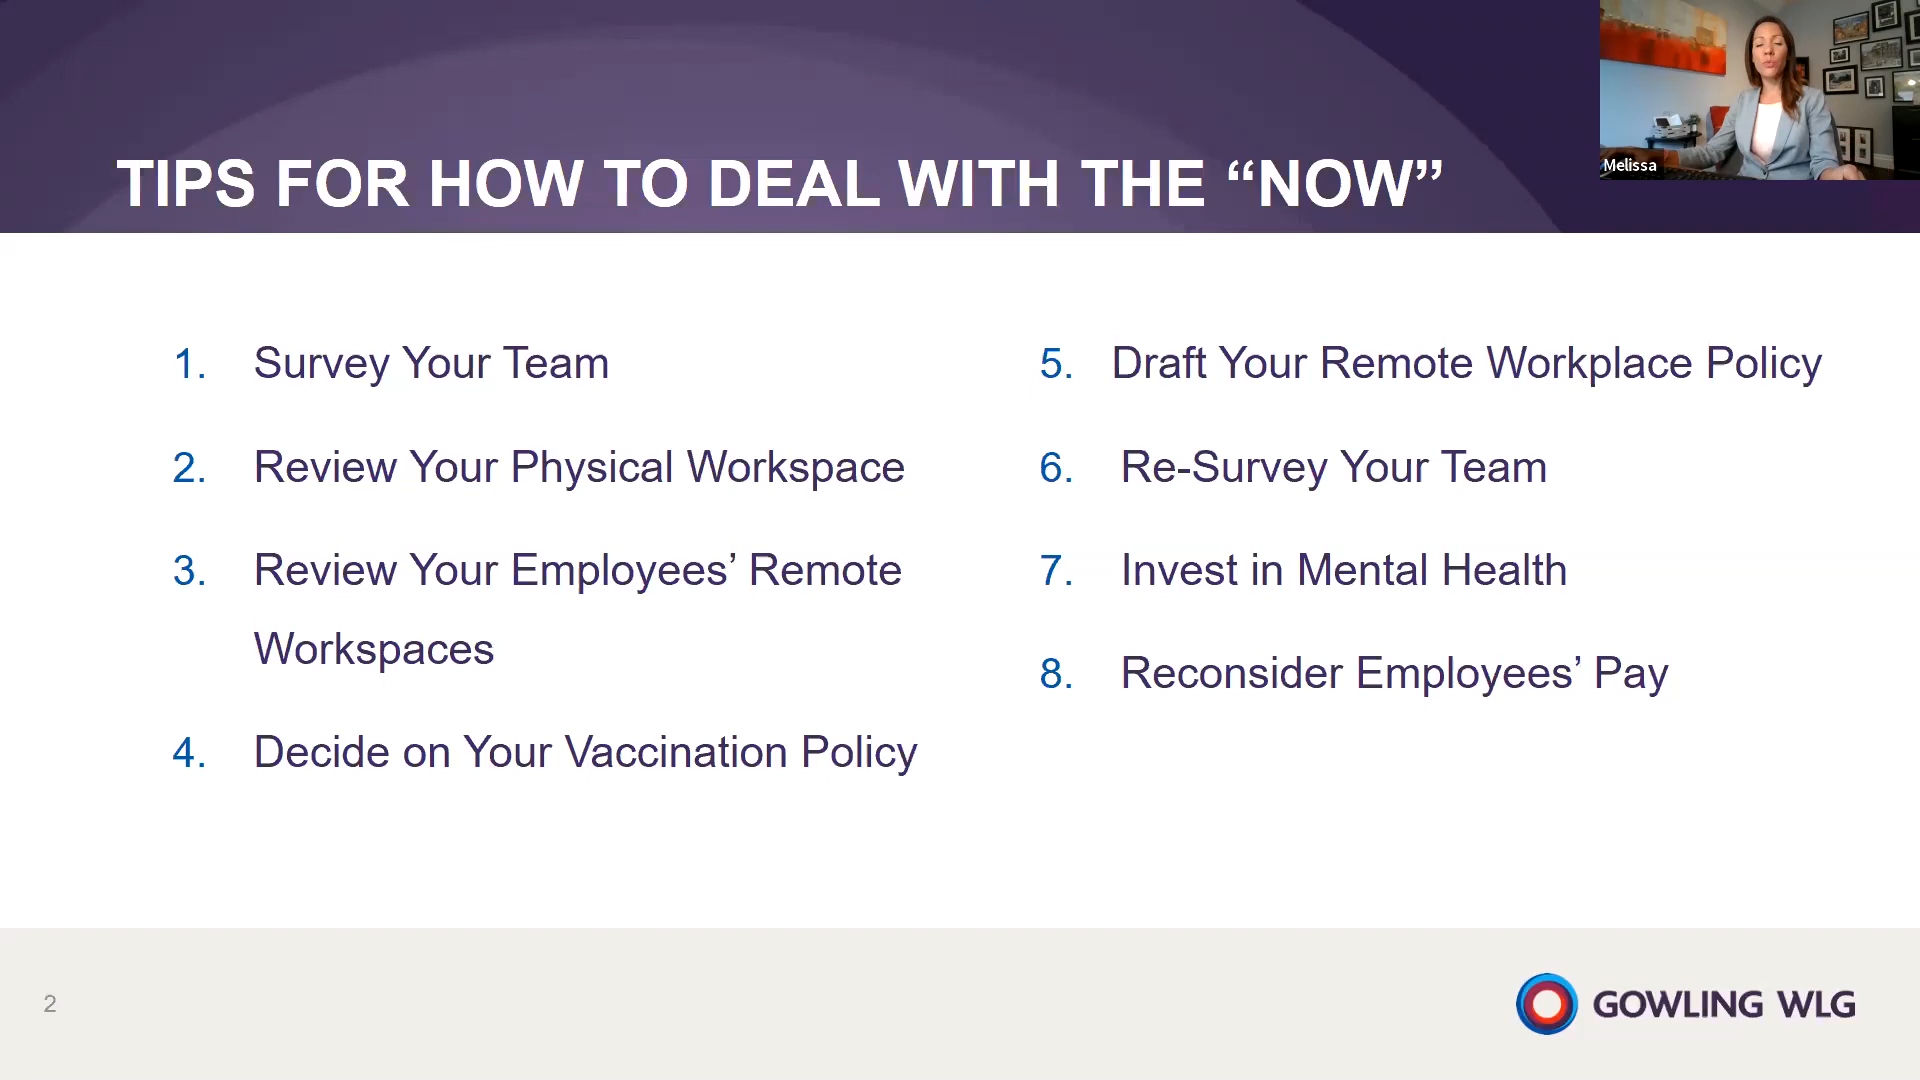 TIPS FOR HOW TO DEAL WITH THE “NOW”
Melissa
1. Survey Your Team
2. Review Your Physical Workspace
3. Review Your Employees’ Remote
Workspaces
4. Decide on Your Vaccination Policy
5. Draft Your Remote Workplace Policy
6. Re-Survey Your Team
7. Invest in Mental Health
8. Reconsider Employees’ Pay
2
GOWLING WLG